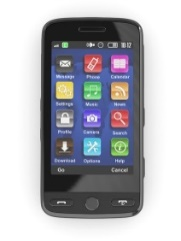 Message Phone Calendar
Settings Music News
Profile Camera Search
Download Options Help
Go Cancel